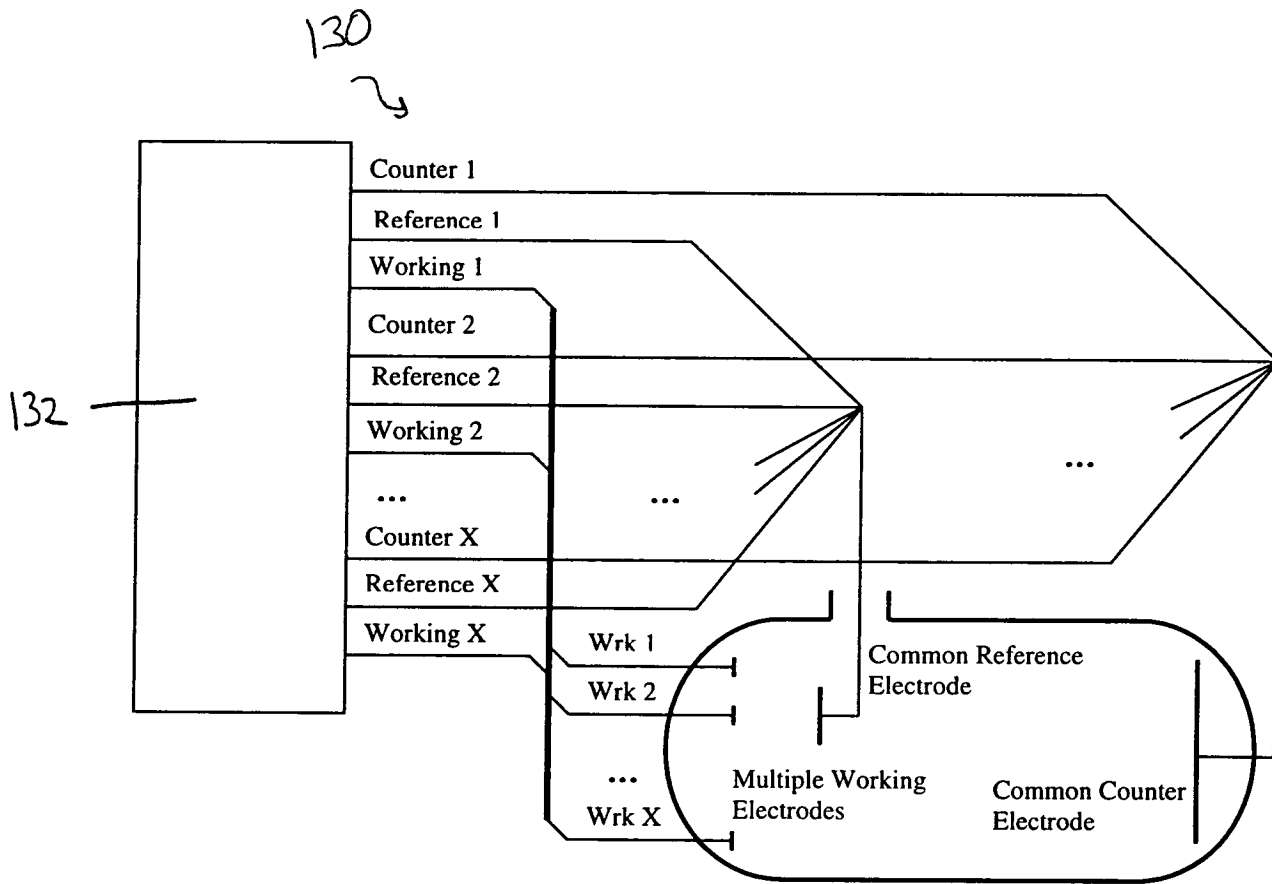 130
Counter 1
Reference 1
Working 1
Counter 2
Reference 2
132
Working 2
...
...
...
Counter X
Reference X
Working X
Wrk 1
Common Reference
Electrode
Wrk 2
...
Multiple Working
Electrodes
Common Counter
Electrode
Wrk X